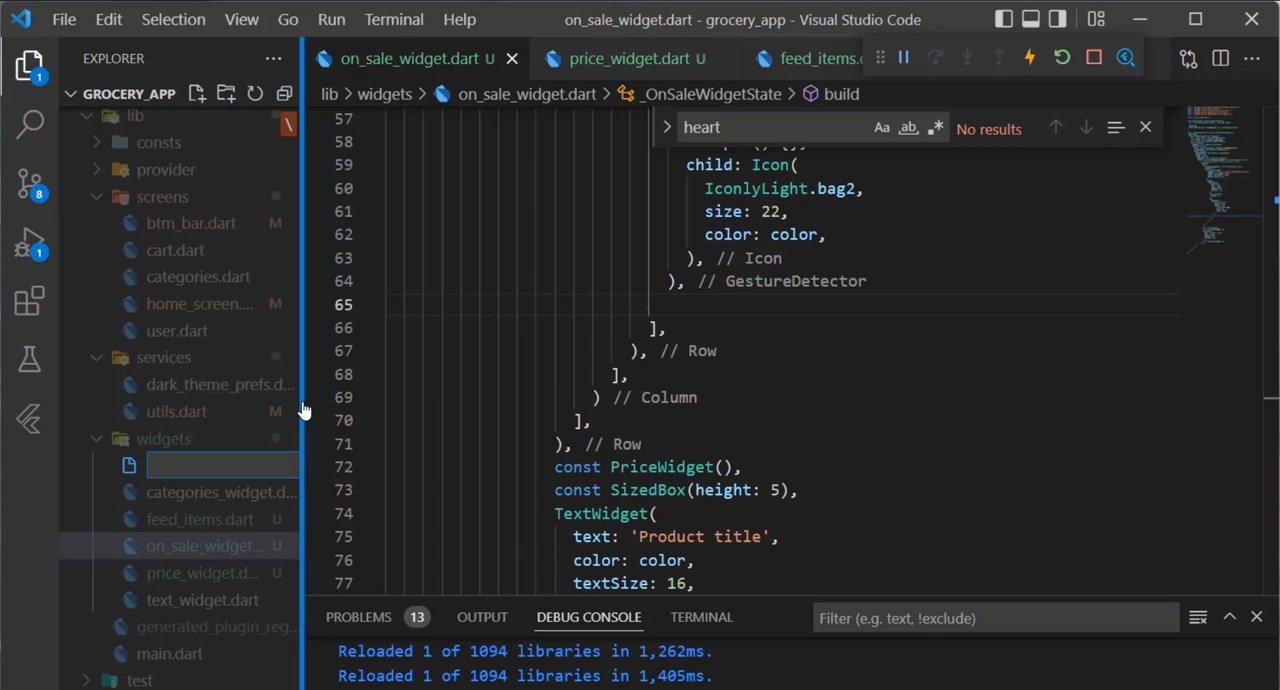 File Edit Selection View Go Run Terminal Help on_sale_widget.dart - grocery_app - Visual Studio Code
EXPLORER ...
on_sale_widget.dart U
price_widget.dart U
feed_items.d
GROCERY_APP
lib > widgets > on_sale_widget.dart > _OnSaleWidgetState > build
heart Aa ab .* No results
1
8
1
lib
\
consts
provider
screens
btm_bar.dart M
cart.dart
categories.dart
home_screen.... M
user.dart
services
dark_theme_prefs.d...
utils.dart M
widgets
categories_widget.d...
feed_items.dart U
on_sale_widget... U
price_widget.d... U
text_widget.dart
generated_plugin_reg...
main.dart
test
57
58
59 child: Icon(
60 IconlyLight.bag2,
61 size: 22,
62 color: color,
63 ), // Icon
64 ), // GestureDetector
65
66 ],
67 ), // Row
68 ],
69 ) // Column
70 ],
71 ), // Row
72 const PriceWidget(),
73 const SizedBox(height: 5),
74 TextWidget(
75 text: 'Product title',
76 color: color,
77 textSize: 16,
PROBLEMS 13 OUTPUT DEBUG CONSOLE TERMINAL Filter (e.g. text, !exclude)
Reloaded 1 of 1094 libraries in 1,262ms.
Reloaded 1 of 1094 libraries in 1,405ms.